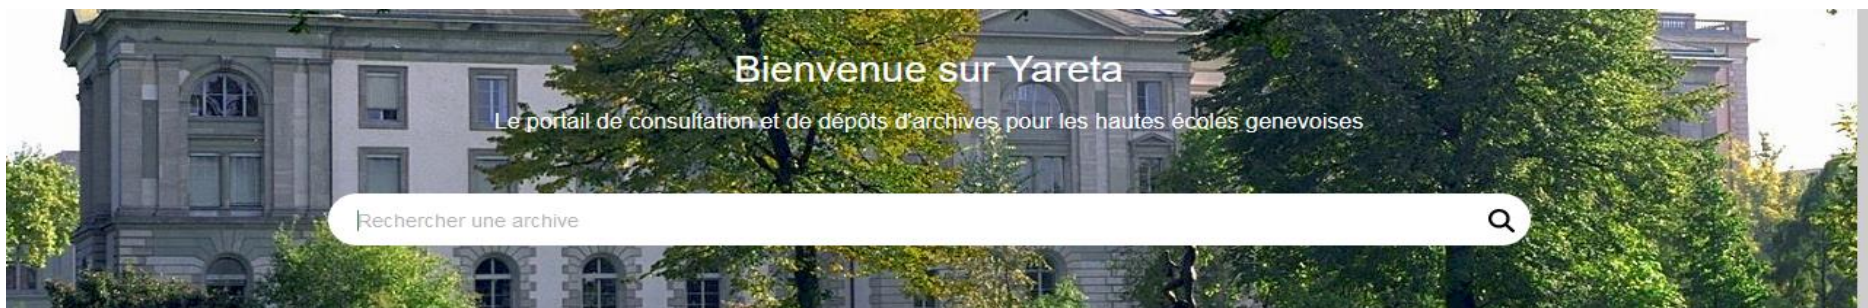 Bienvenue sur Yareta
Le portail de consultation et de dépôts d'archives pour les hautes écoles genevoises
Rechercher une archive